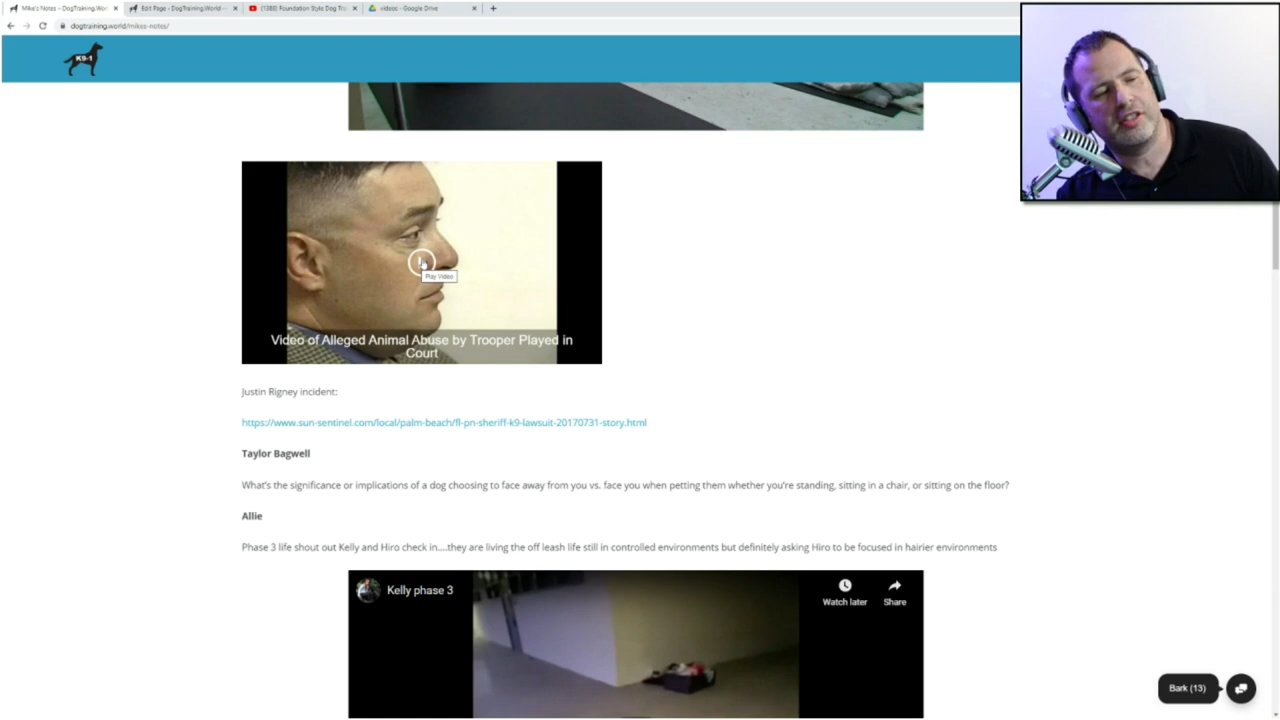 Mike's Notes – DogTraining.Worl
Edit Page ‹ DogTraining.World —
(1388) Foundation Style Dog Tra
videos - Google Drive
dogtraining.world/mikes-notes/
K9-1
Play Video
Video of Alleged Animal Abuse by Trooper Played in
Court
Justin Rigney incident:
https://www.sun-sentinel.com/local/palm-beach/fl-pn-sheriff-k9-lawsuit-20170731-story.html
Taylor Bagwell
What's the significance or implications of a dog choosing to face away from you vs. face you when petting them whether you're standing, sitting in a chair, or sitting on the floor?
Allie
Phase 3 life shout out Kelly and Hiro check in....they are living the off leash life still in controlled environments but definitely asking Hiro to be focused in hairier environments
Kelly phase 3
Watch later
Share
Bark (13)